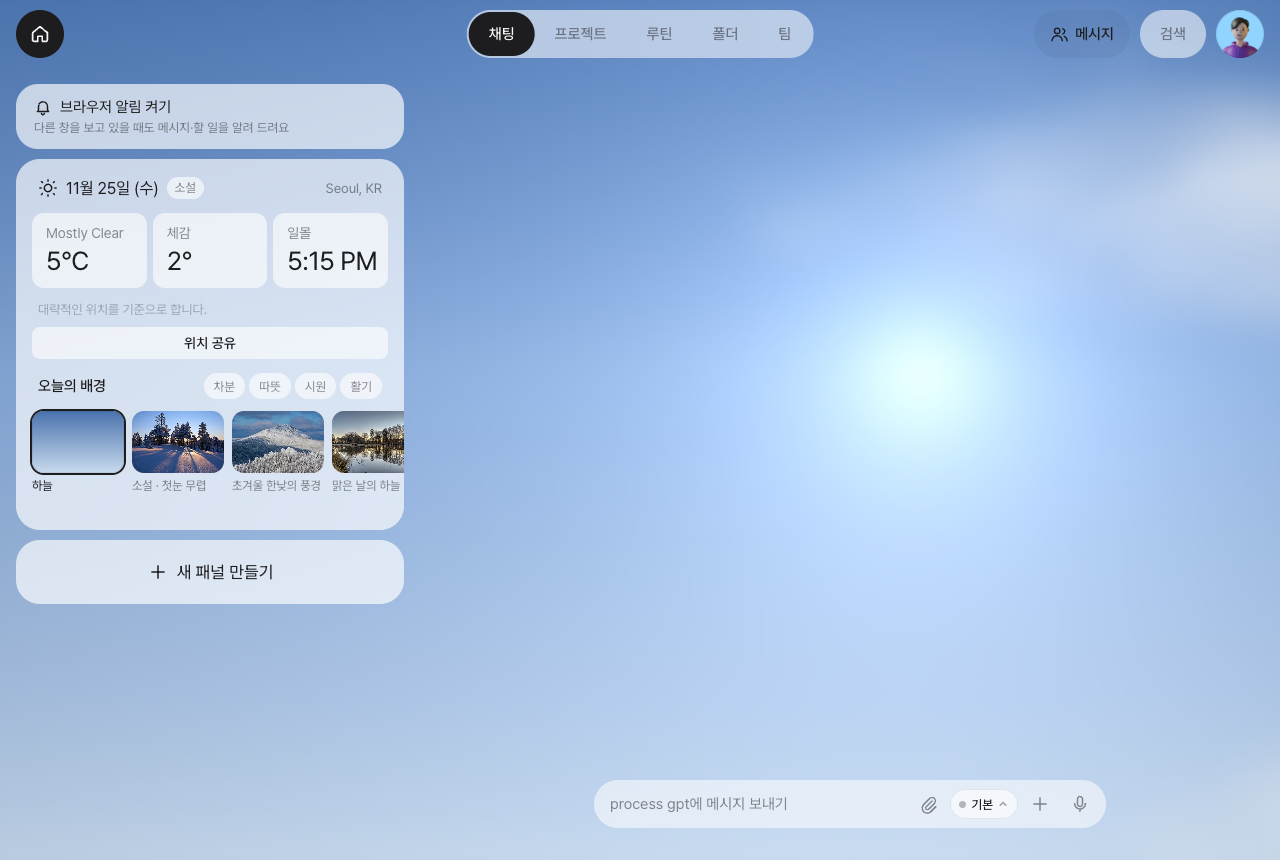 채팅
프로젝트
루틴
폴더
팀
메시지
검색
브라우저 알림 켜기
다른 창을 보고 있을 때도 메시지·할 일을 알려 드려요
11월 25일 (수)
소설
Seoul, KR
Mostly Clear
5°C
체감
2°
일몰
5:15 PM
대략적인 위치를 기준으로 합니다.
위치 공유
오늘의 배경
차분
따뜻
시원
활기
하늘
소설 · 첫눈 무렵
초겨울 한낮의 풍경
맑은 날의 하늘
새 패널 만들기
process gpt에 메시지 보내기
기본